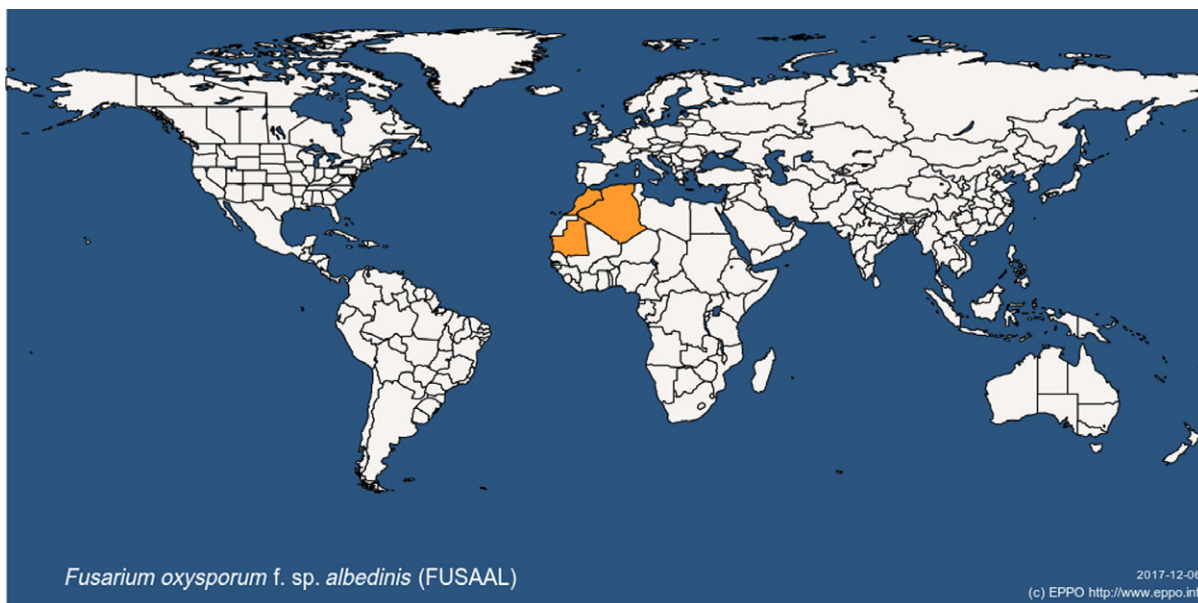 Fusarium oxysporum f. sp. albedinis (FUSAAL)
2017-12-06
(c) EPPO http://www.eppo.int